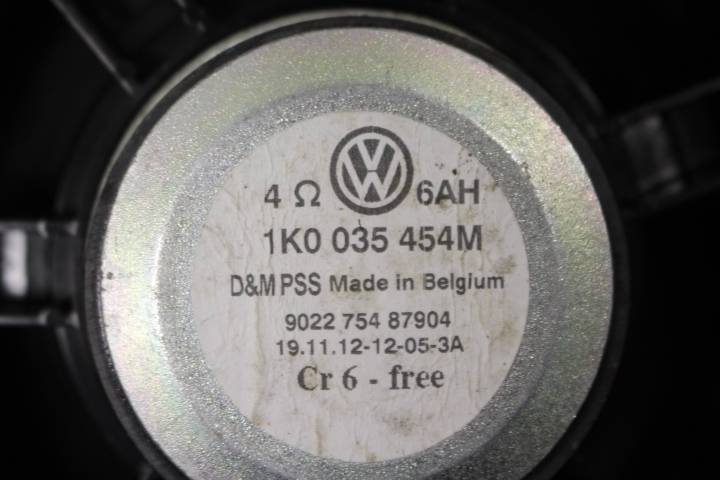 4 Ω 6AH
1K0 035 454M
D&M PSS Made in Belgium
9022 754 87904
19.11.12-12-05-3A
Cr 6 - free